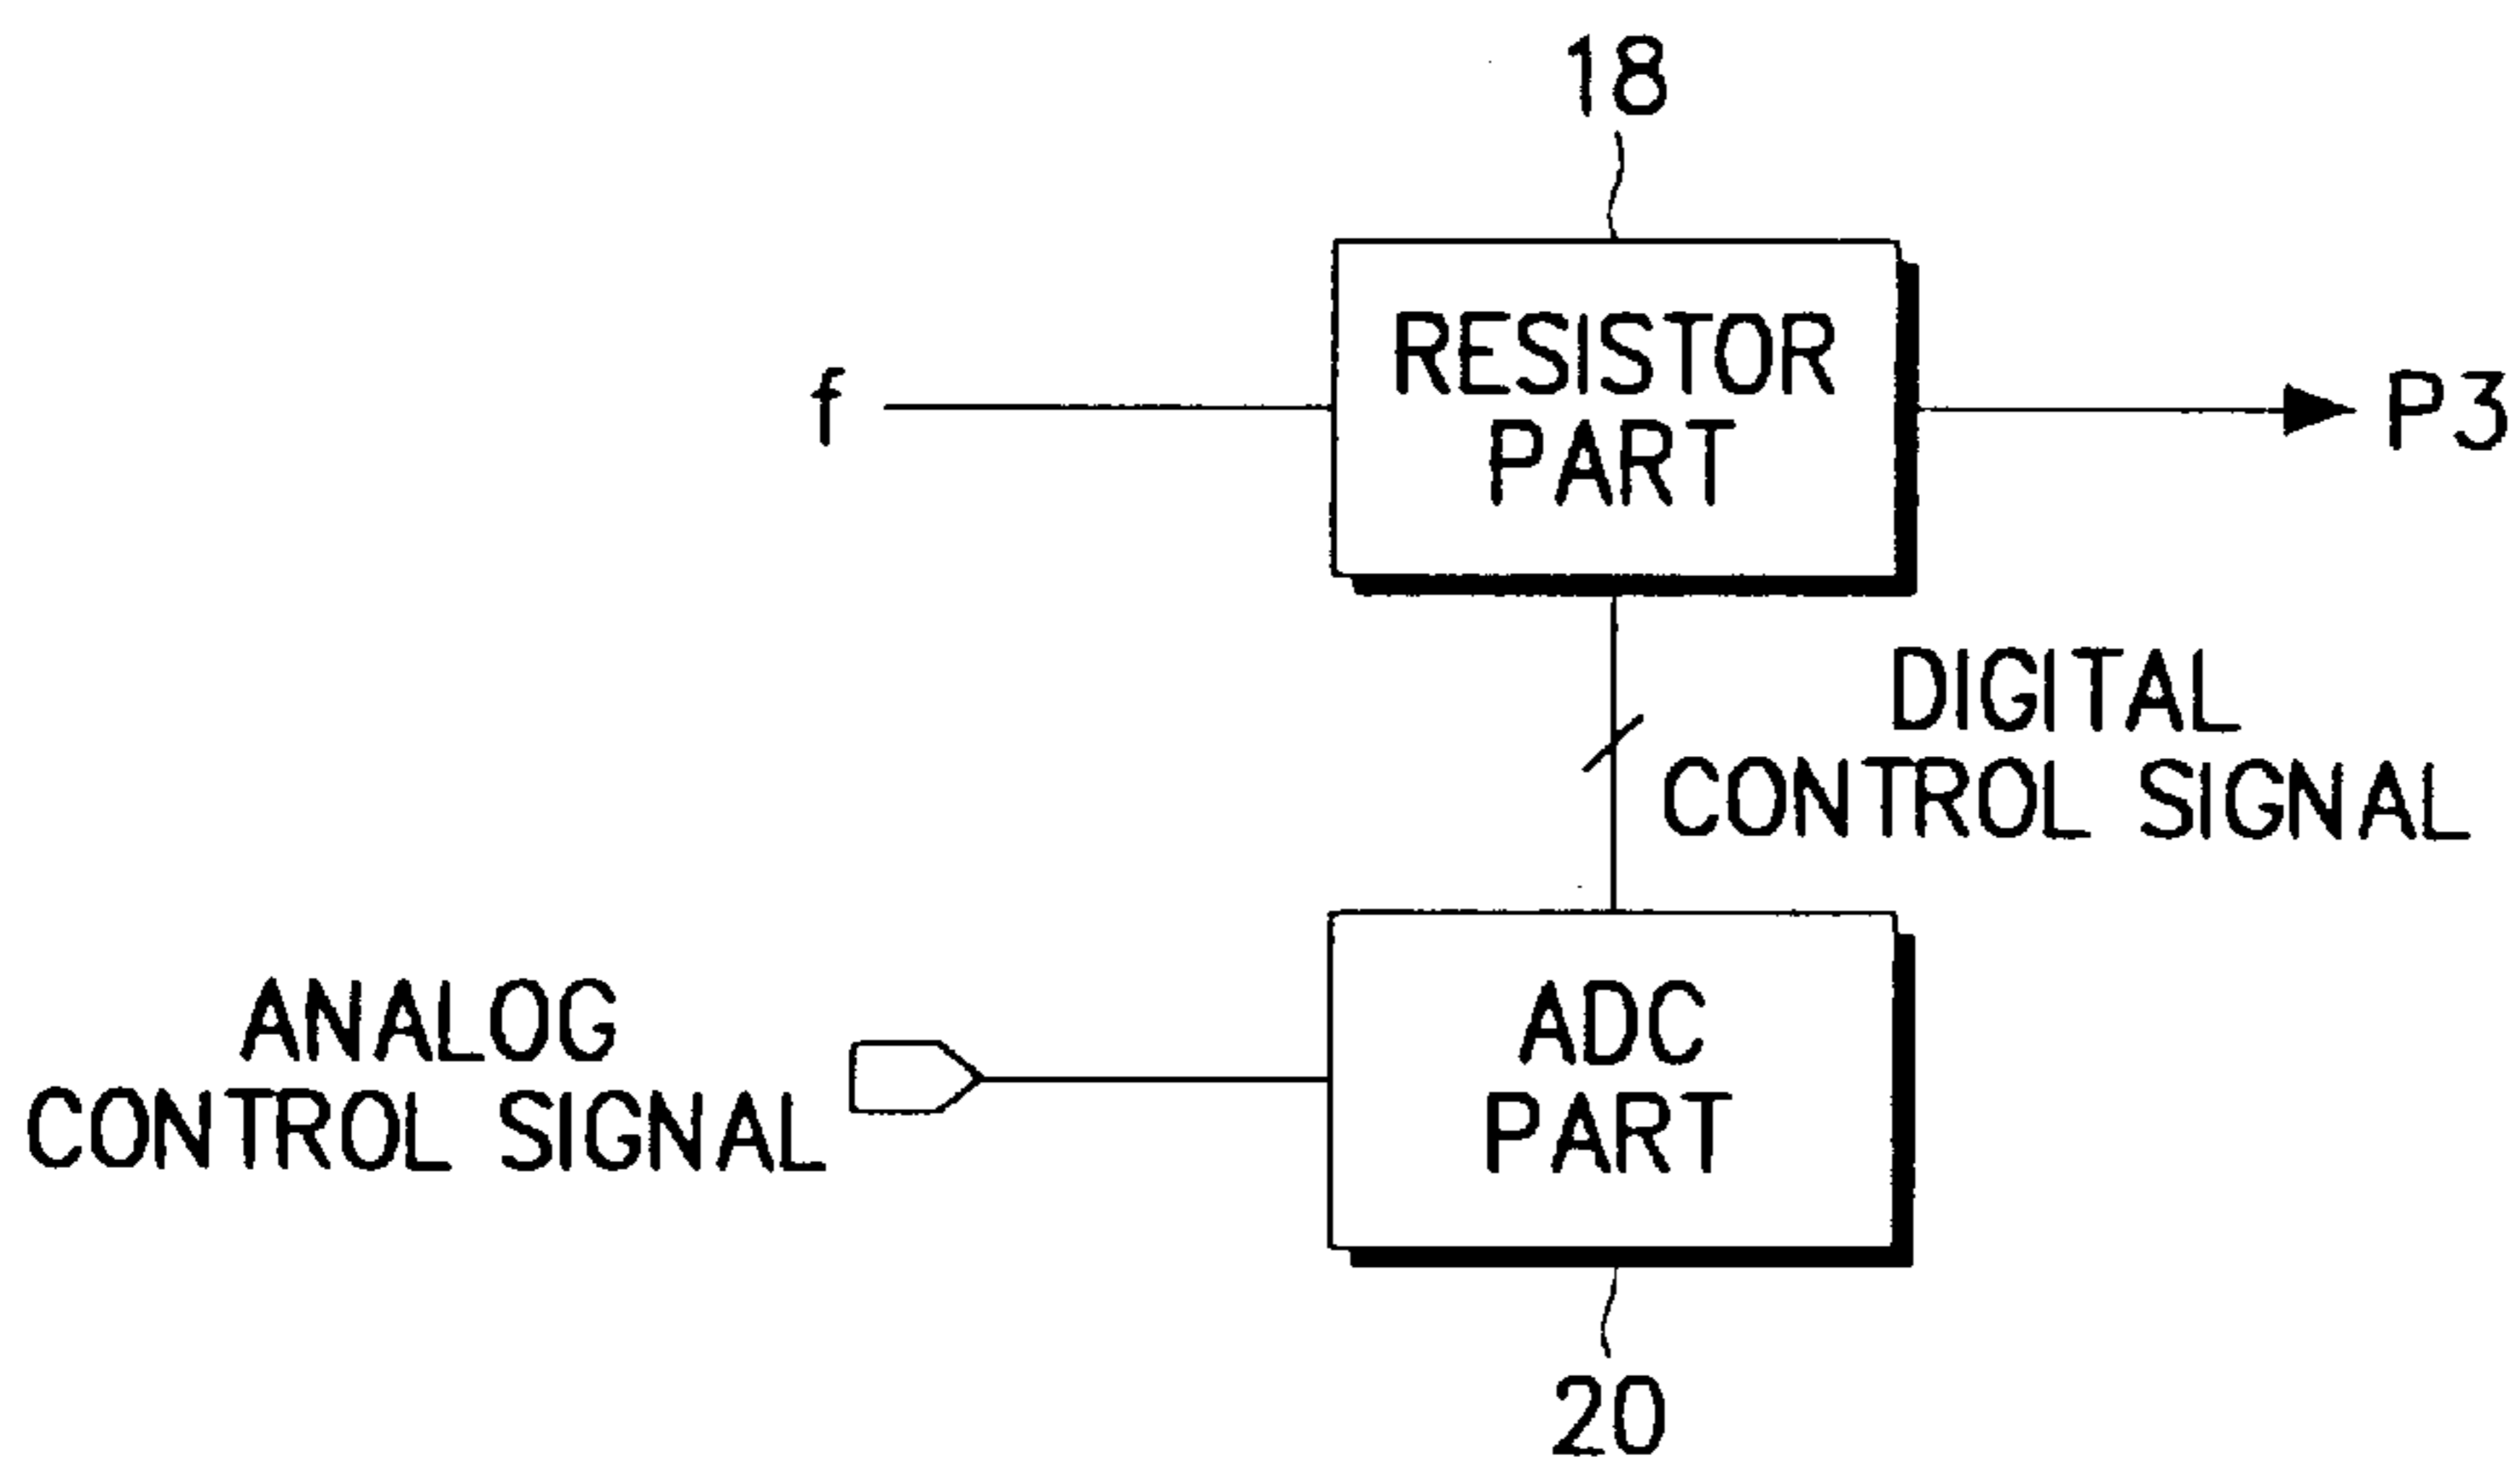 18
RESISTOR
PART
f
P3
DIGITAL
CONTROL SIGNAL
ANALOG
CONTROL SIGNAL
ADC
PART
20